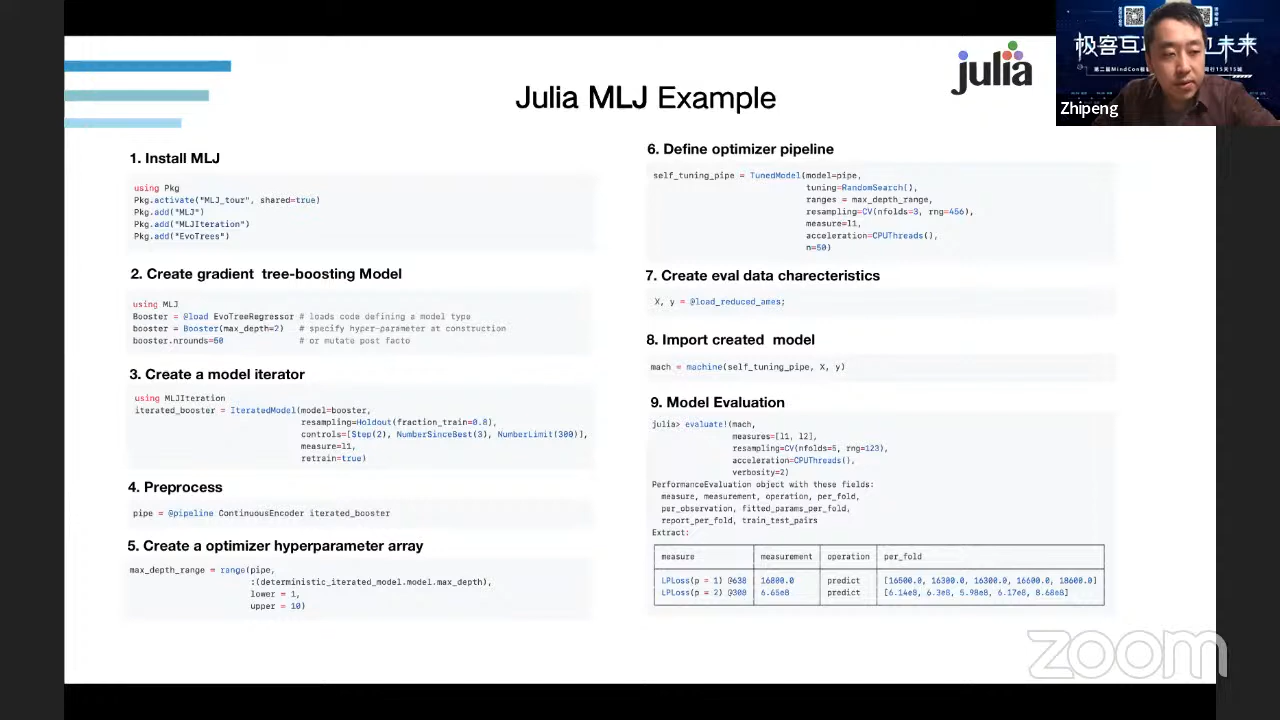 julia
Julia MLJ Example
Zhipeng
1. Install MLJ
using Pkg
Pkg.activate("MLJ_tour", shared=true)
Pkg.add("MLJ")
Pkg.add("MLJIteration")
Pkg.add("EvoTrees")
2. Create gradient tree-boosting Model
using MLJ
Booster = @load EvoTreeRegressor # loads code defining a model type
booster = Booster(max_depth=2) # specify hyper-parameter at construction
booster.nrounds=50 # or mutate post facto
3. Create a model iterator
using MLJIteration
iterated_booster = IteratedModel(model=booster,
resampling=Holdout(fraction_train=0.8),
controls=[Step(2), NumberSinceBest(3), NumberLimit(300)],
measure=l1,
retrain=true)
4. Preprocess
pipe = @pipeline ContinuousEncoder iterated_booster
5. Create a optimizer hyperparameter array
max_depth_range = range(pipe,
:(deterministic_iterated_model.model.max_depth),
lower = 1,
upper = 10)
6. Define optimizer pipeline
self_tuning_pipe = TunedModel(model=pipe,
tuning=RandomSearch(),
ranges = max_depth_range,
resampling=CV(nfolds=3, rng=456),
measure=l1,
acceleration=CPUThreads(),
n=50)
7. Create eval data charecteristics
X, y = @load_reduced_ames;
8. Import created model
mach = machine(self_tuning_pipe, X, y)
9. Model Evaluation
julia> evaluate!(mach,
measures=[l1, l2],
resampling=CV(nfolds=5, rng=123),
acceleration=CPUThreads(),
verbosity=2)
PerformanceEvaluation object with these fields:
measure, measurement, operation, per_fold,
per_observation, fitted_params_per_fold,
report_per_fold, train_test_pairs
Extract:
measure measurement operation per_fold
LPLoss(p = 1) @638 16800.0 predict [16500.0, 16300.0, 16300.0, 16600.0, 18600.0]
LPLoss(p = 2) @308 6.65e8 predict [6.14e8, 6.3e8, 5.98e8, 6.17e8, 8.68e8]
zoom